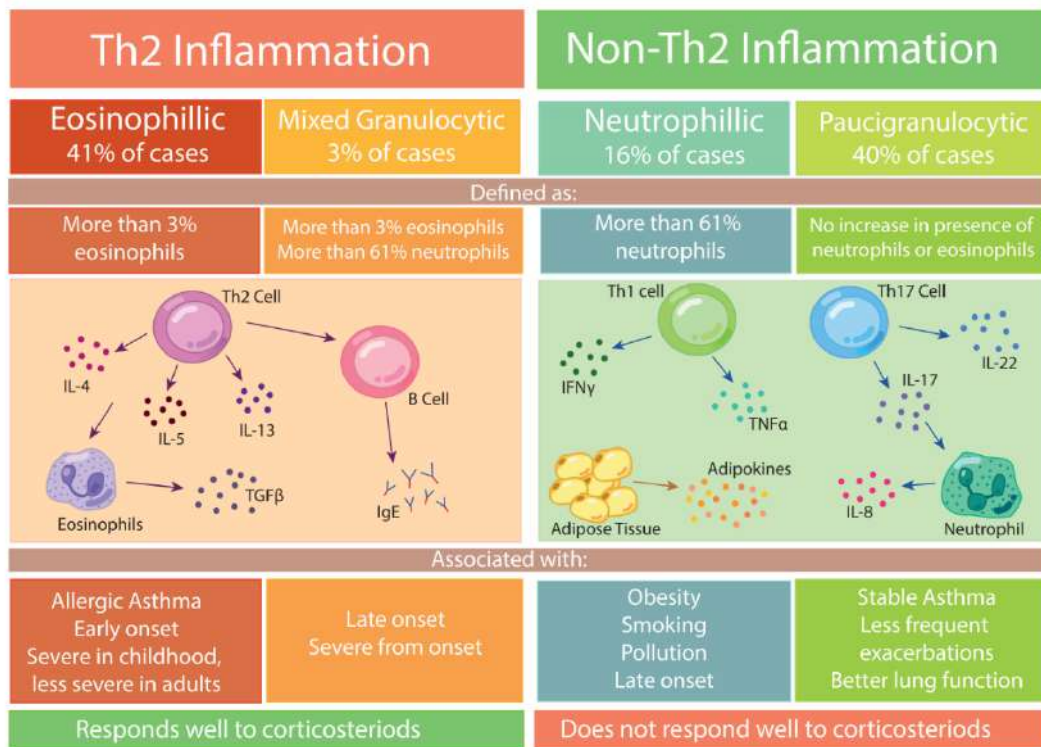 Th2 Inflammation
Non-Th2 Inflammation
Eosinophillic
41% of cases
Mixed Granulocytic
3% of cases
Neutrophillic
16% of cases
Paucigranulocytic
40% of cases
Defined as:
More than 3%
eosinophils
More than 3% eosinophils
More than 61% neutrophils
More than 61%
neutrophils
No increase in presence of
neutrophils or eosinophils
Th2 Cell
IL-4
IL-5
IL-13
B Cell
Eosinophils
TGFβ
IgE
Th1 cell
Th17 Cell
IFNγ
TNFα
IL-17
IL-22
Adipose Tissue
Adipokines
IL-8
Neutrophil
Associated with:
Allergic Asthma
Early onset
Severe in childhood,
less severe in adults
Late onset
Severe from onset
Obesity
Smoking
Pollution
Late onset
Stable Asthma
Less frequent
exacerbations
Better lung function
Responds well to corticosteriods
Does not respond well to corticosteriods